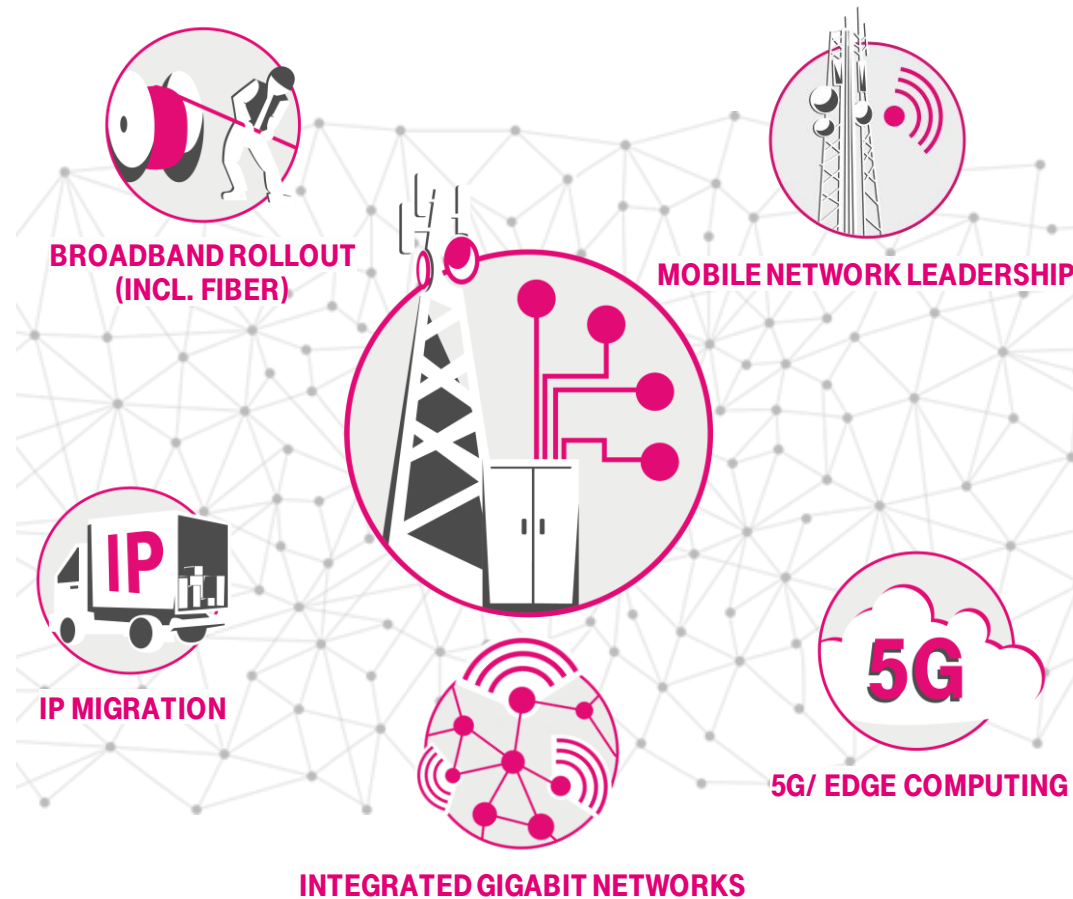 BROADBAND ROLLOUT
(INCL. FIBER)
MOBILE NETWORK LEADERSHIP
IP
IP MIGRATION
5G
5G/ EDGE COMPUTING
INTEGRATED GIGABIT NETWORKS